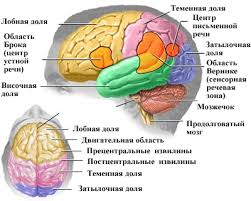 Лобная доля
Область
Брока
(центр
устной
речи)
Височная
доля
Теменная доля
Центр
письменной
речи
Затылочная
доля
Область
Вернике
(сенсорная
речевая
зона)
Мозжечок
Продолговатый
мозг
Лобная доля
Двигательная область
Прецентральные извилины
Постцентральные извилины
Теменная доля
Затылочная доля